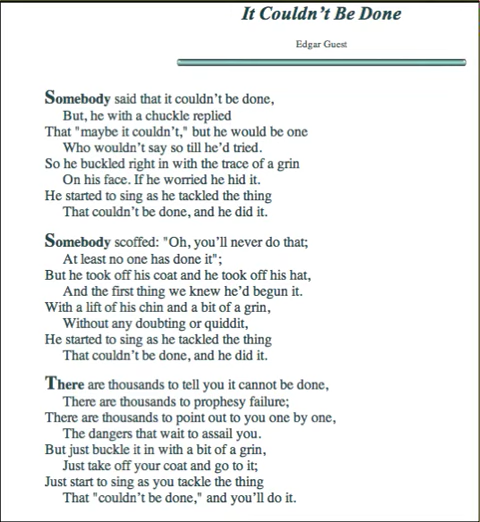 It Couldn't Be Done
Edgar Guest
Somebody said that it couldn't be done,
But, he with a chuckle replied
That "maybe it couldn't," but he would be one
Who wouldn't say so till he'd tried.
So he buckled right in with the trace of a grin
On his face. If he worried he hid it.
He started to sing as he tackled the thing
That couldn't be done, and he did it.
Somebody scoffed: "Oh, you'll never do that;
At least no one has done it";
But he took off his coat and he took off his hat,
And the first thing we knew he'd begun it.
With a lift of his chin and a bit of a grin,
Without any doubting or quiddit,
He started to sing as he tackled the thing
That couldn't be done, and he did it.
There are thousands to tell you it cannot be done,
There are thousands to prophesy failure;
There are thousands to point out to you one by one,
The dangers that wait to assail you.
But just buckle it in with a bit of a grin,
Just take off your coat and go to it;
Just start to sing as you tackle the thing
That "couldn't be done," and you'll do it.